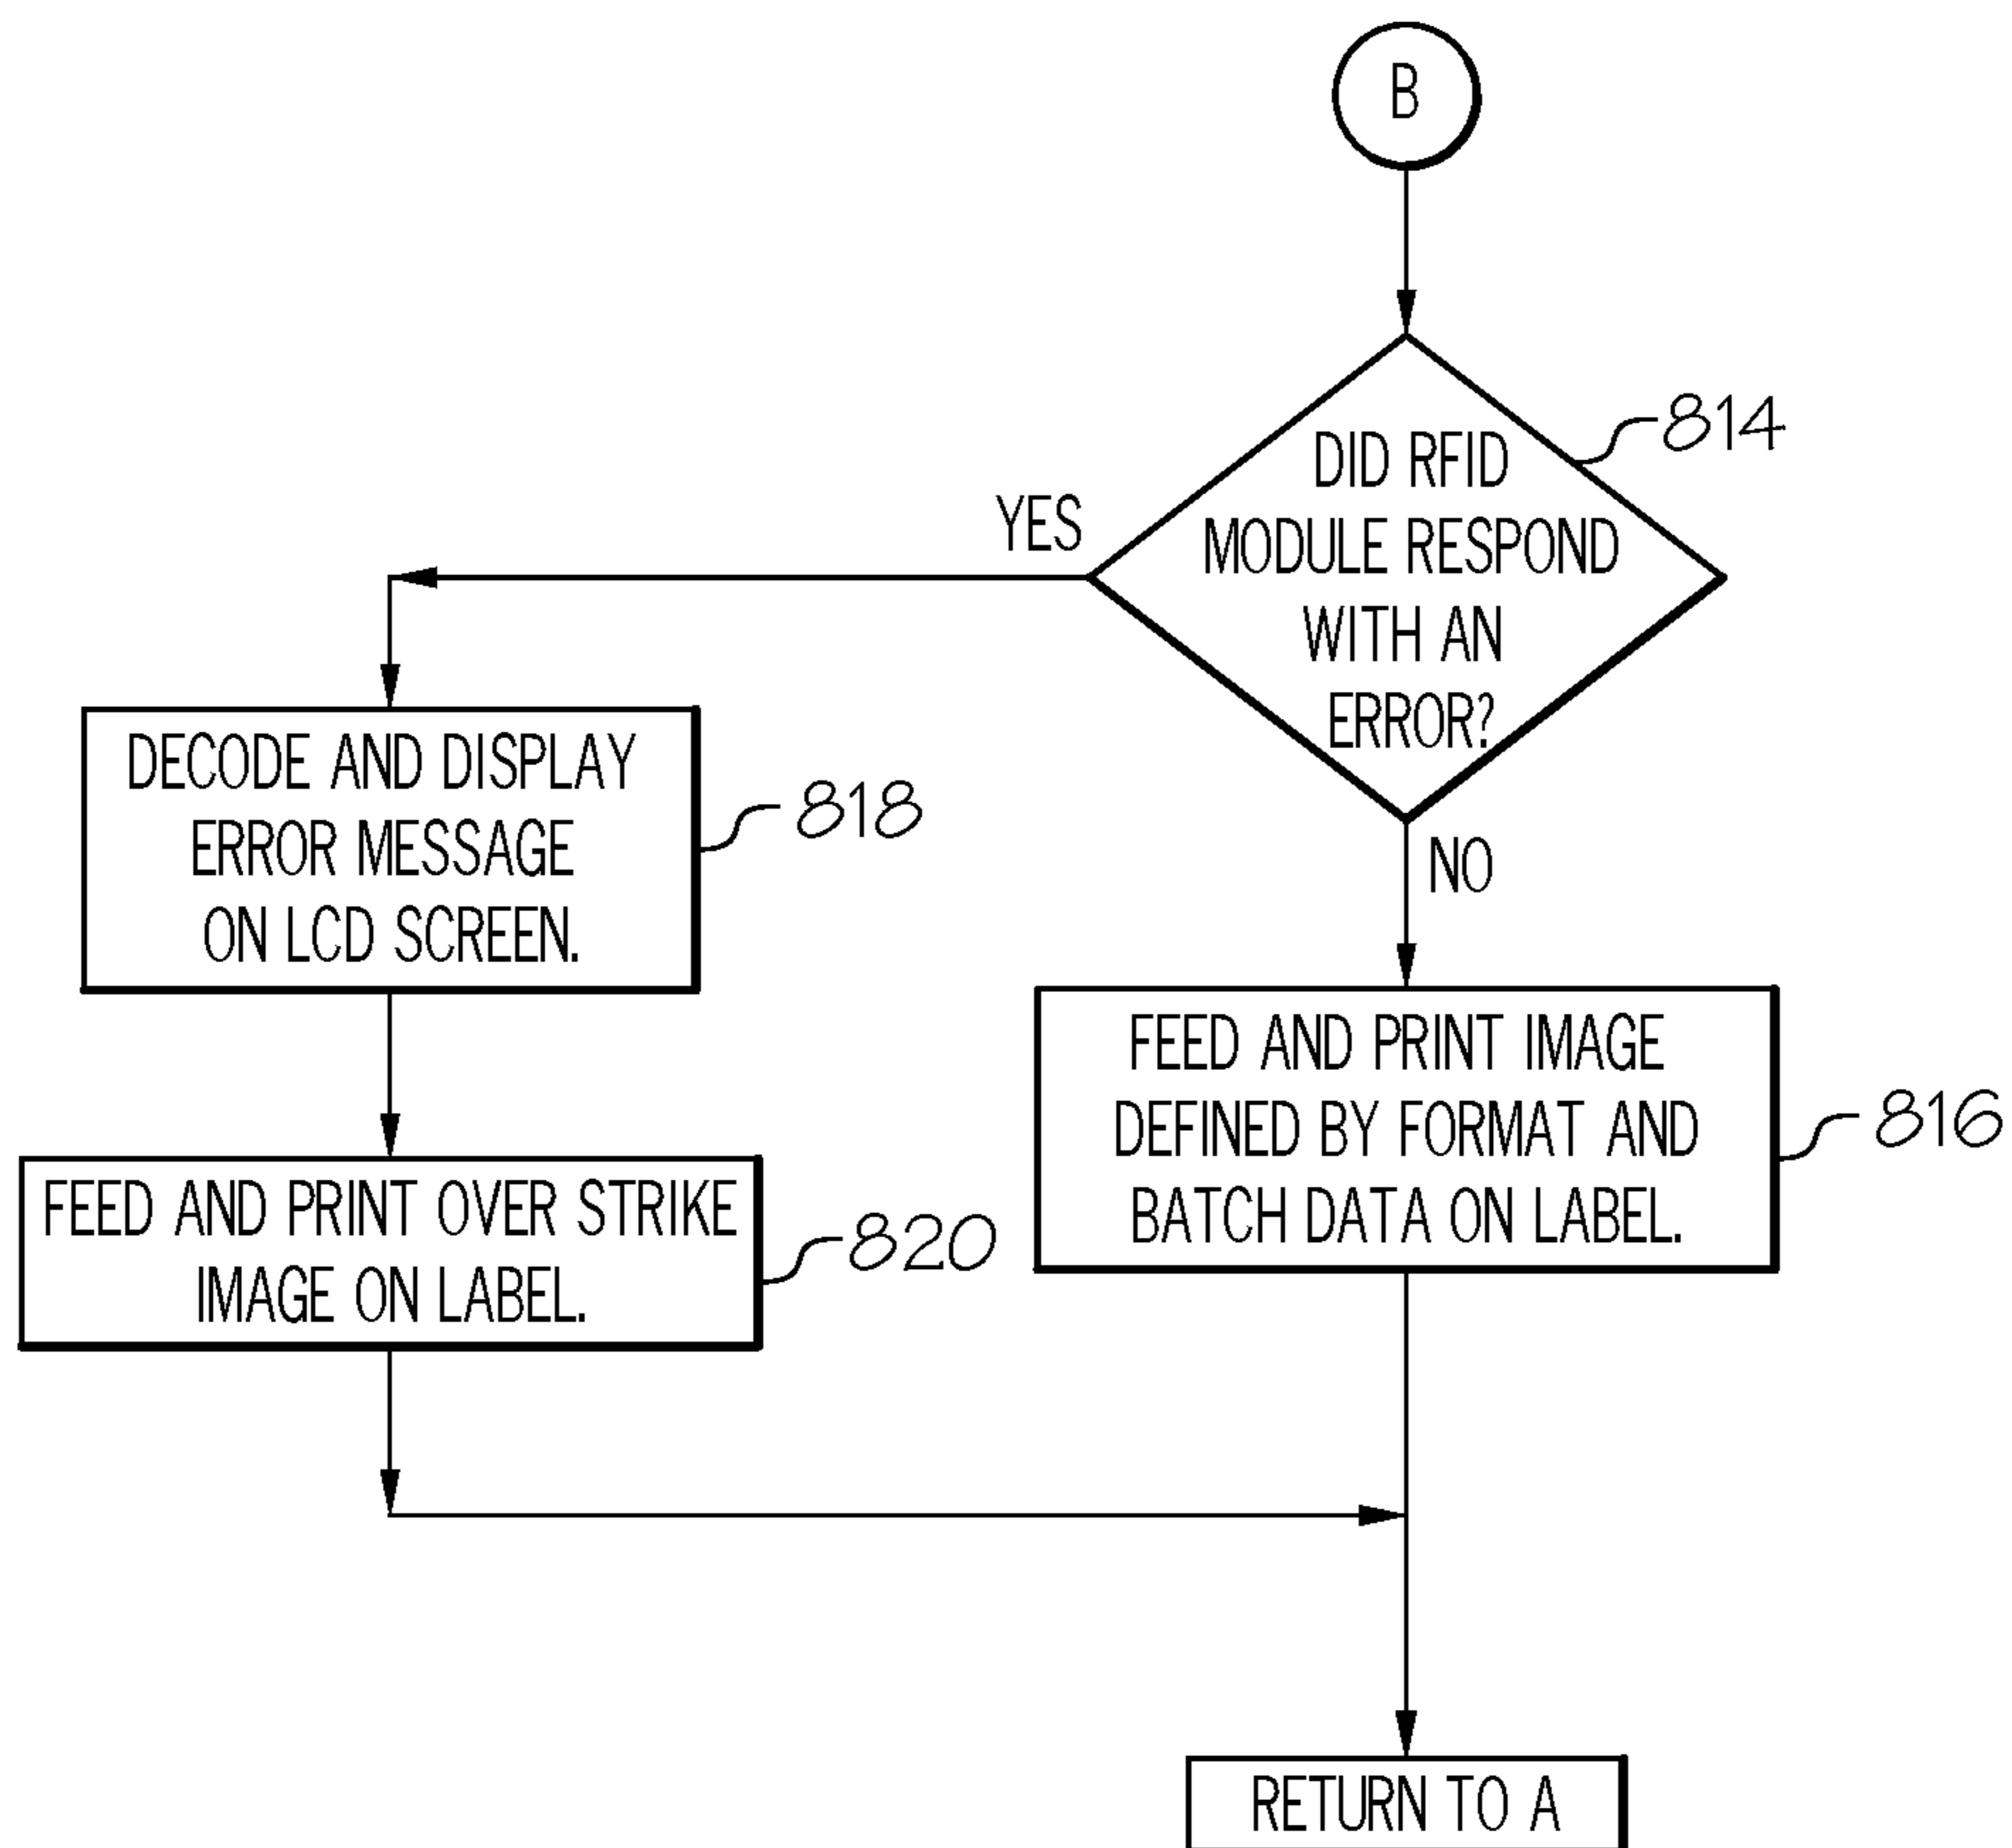 B
DID RFID
MODULE RESPOND
WITH AN
ERROR?
814
YES
NO
DECODE AND DISPLAY
ERROR MESSAGE
ON LCD SCREEN.
818
FEED AND PRINT IMAGE
DEFINED BY FORMAT AND
BATCH DATA ON LABEL.
816
FEED AND PRINT OVER STRIKE
IMAGE ON LABEL.
820
RETURN TO A